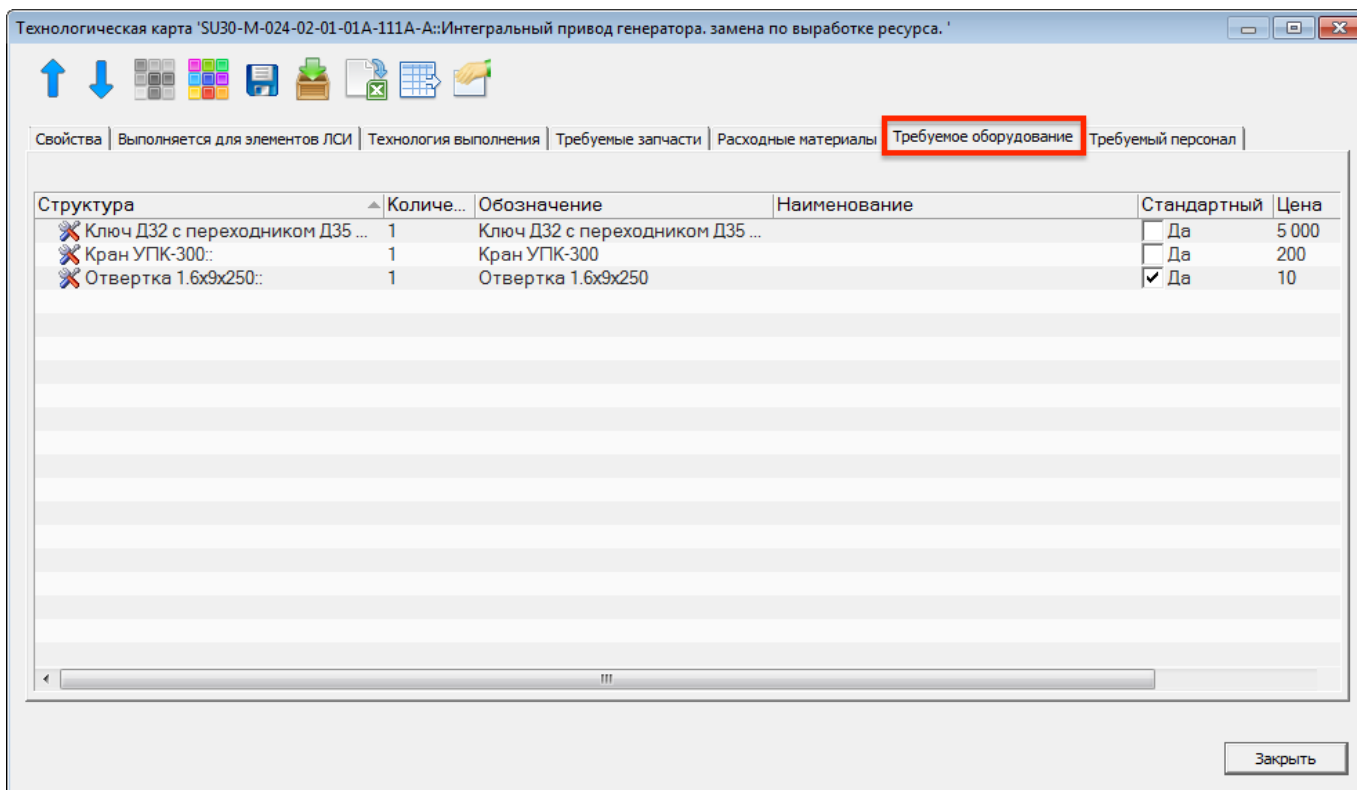 Технологическая карта 'SU30-M-024-02-01-01A-111A-A::Интегральный привод генератора. замена по выработке ресурса. '
Свойства Выполняется для элементов ЛСИ Технология выполнения Требуемые запчасти Расходные материалы Требуемое оборудование Требуемый персонал
Структура Количе... Обозначение Наименование Стандартный Цена
Ключ Д32 с переходником Д35 ... 1 Ключ Д32 с переходником Д35 ... Да 5 000
Кран УПК-300:: 1 Кран УПК-300 Да 200
Отвертка 1.6x9x250:: 1 Отвертка 1.6x9x250 Да 10
Закрыть